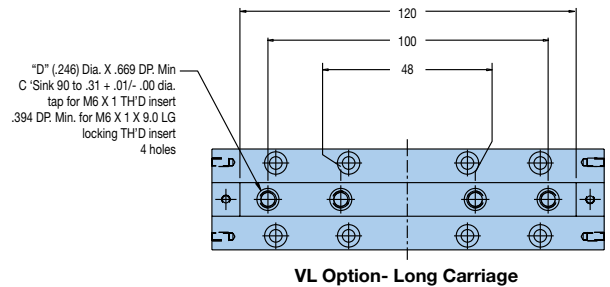 120
100
48
“D” (.246) Dia. X .669 DP. Min
C ‘Sink 90 to .31 + .01/- .00 dia.
tap for M6 X 1 TH’D insert
.394 DP. Min. for M6 X 1 X 9.0 LG
locking TH’D insert
4 holes
VL Option- Long Carriage